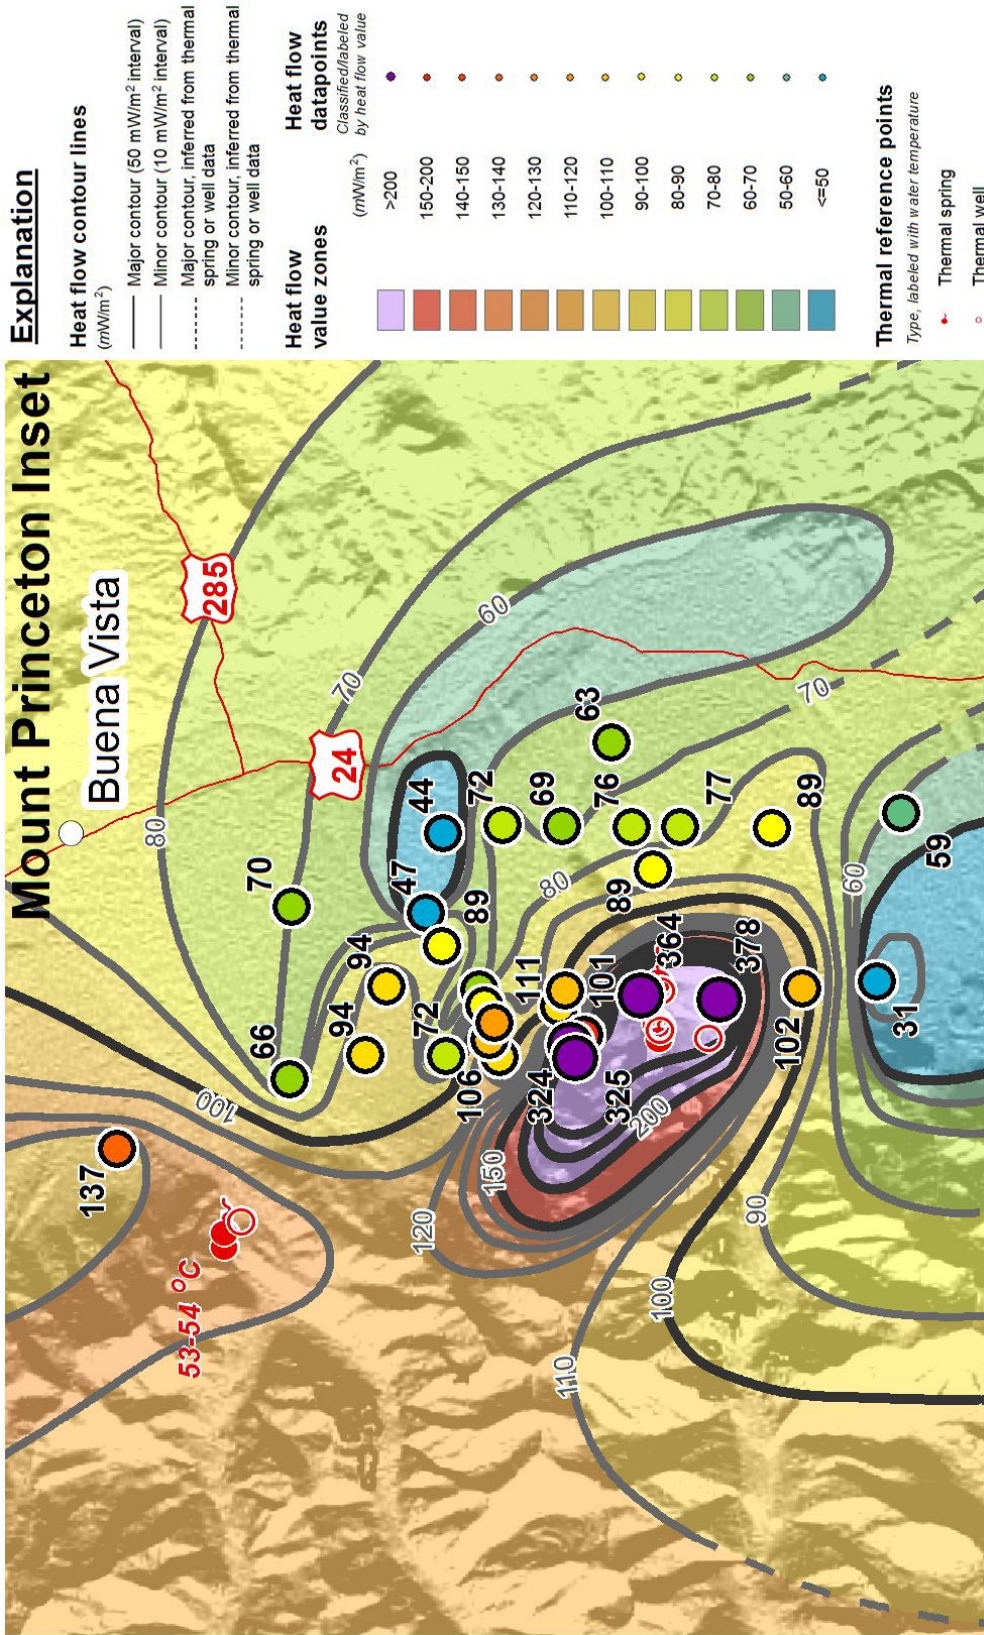 Mount Princeton Inset
Buena Vista
285
24
80
70
60
70
80
60
100
120
150
200
110
100
90
66
70
94
94
47
44
72
89
72
106
111
101
69
63
76
77
89
89
324
325
364
378
102
31
59
137
53-54 °C
Explanation
Heat flow contour lines
(mW/m²)
Major contour (50 mW/m² interval)
Minor contour (10 mW/m² interval)
Major contour, inferred from thermal
spring or well data
Minor contour, inferred from thermal
spring or well data
Heat flow
value zones
Heat flow
datapoints
Classified/labeled
by heat flow value
(mW/m²)
>200
150-200
140-150
130-140
120-130
110-120
100-110
90-100
80-90
70-80
60-70
50-60
<=50
Thermal reference points
Type, labeled with water temperature
Thermal spring
Thermal well